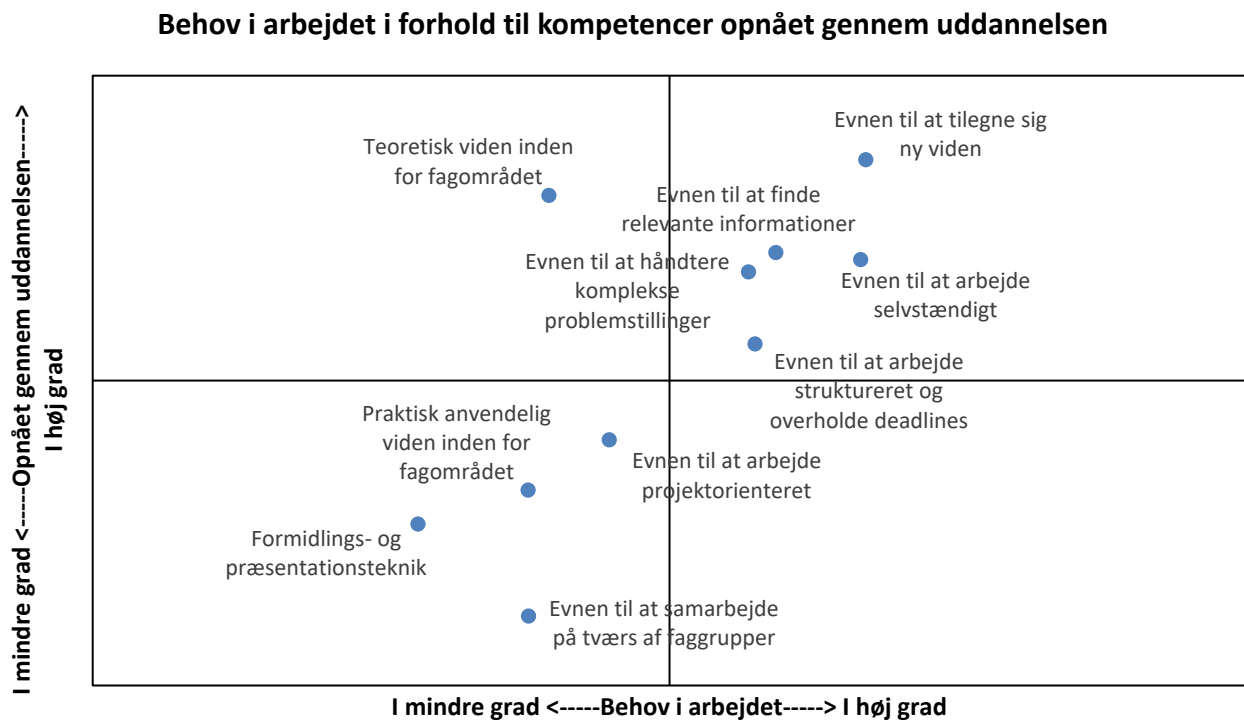 Behov i arbejdet i forhold til kompetencer opnået gennem uddannelsen
I mindre grad <-----Opnået gennem uddannelsen----->
I høj grad
Teoretisk viden inden
for fagområdet
Evnen til at tilegne sig
ny viden
Evnen til at finde
relevante informationer
Evnen til at håndtere
komplekse
problemstillinger
Evnen til at arbejde
selvstændigt
Evnen til at arbejde
struktureret og
overholde deadlines
Praktisk anvendelig
viden inden for
fagområdet
Evnen til at arbejde
projektorienteret
Formidlings- og
præsentationsteknik
Evnen til at samarbejde
på tværs af faggrupper
I mindre grad <-----Behov i arbejdet-----> I høj grad